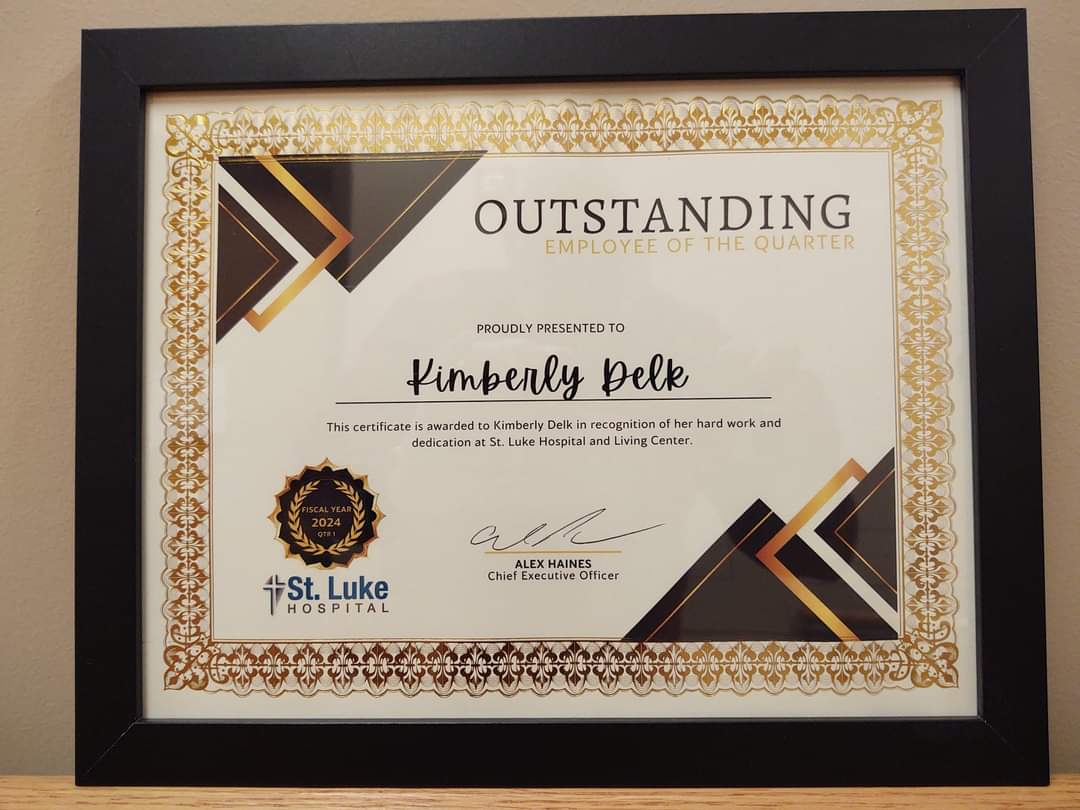 OUTSTANDING
EMPLOYEE OF THE QUARTER
PROUDLY PRESENTED TO
Kimberly Delk
This certificate is awarded to Kimberly Delk in recognition of her hard work and
dedication at St. Luke Hospital and Living Center.
FISCAL YEAR
2024
QTR 1
St. Luke
HOSPITAL
ALEX HAINES
Chief Executive Officer